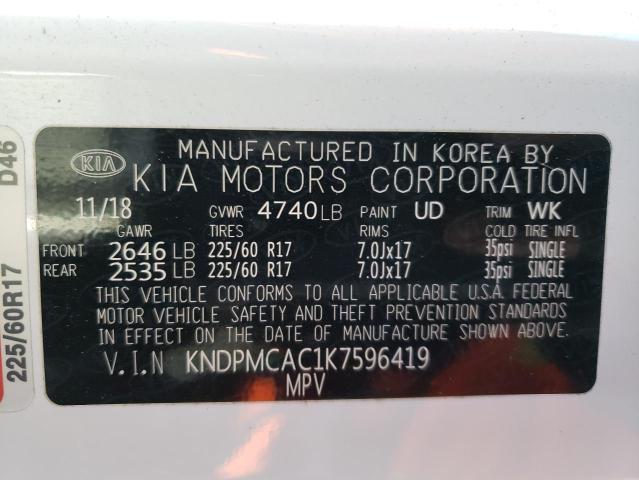 D46
225/60R17
KIA
MANUFACTURED IN KOREA BY
KIA MOTORS CORPORATION
11/18 GVWR 4740 LB PAINT UD TRIM WK
GAWR TIRES RIMS COLD TIRE INFL
FRONT 2646 LB 225/60 R17 7.0Jx17 35psi SINGLE
REAR 2535 LB 225/60 R17 7.0Jx17 35psi SINGLE
THIS VEHICLE CONFORMS TO ALL APPLICABLE U.S.A. FEDERAL
MOTOR VEHICLE SAFETY AND THEFT PREVENTION STANDARDS
IN EFFECT ON THE DATE OF MANUFACTURE SHOWN ABOVE.
V.I.N KNDPMCAC1K7596419
MPV